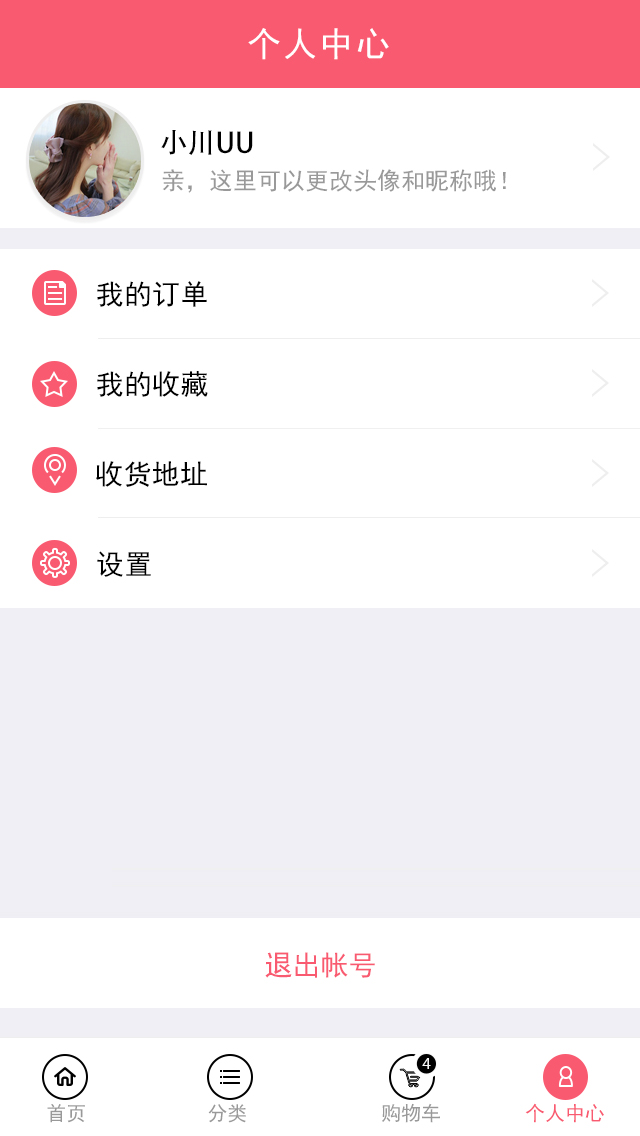 个人中心
小川UU
亲，这里可以更改头像和昵称哦！
我的订单
我的收藏
收货地址
设置
退出帐号
4
首页
分类
购物车
个人中心